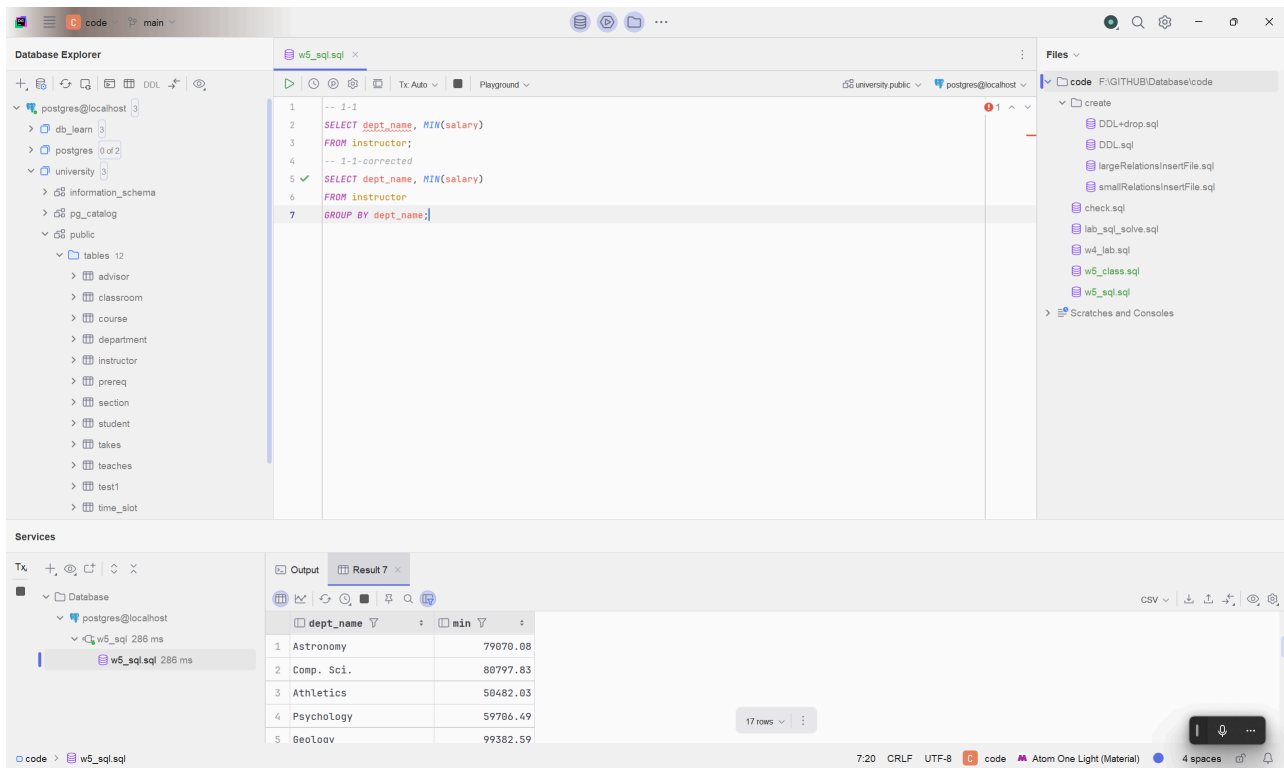 code main
Database Explorer
w5_sql.sql
Files
DDL
Tx: Auto
Playground
university.public
postgres@localhost
postgres@localhost 3
db_learn 3
postgres 0 of 2
university 3
information_schema
pg_catalog
public
tables 12
advisor
classroom
course
department
instructor
prereq
section
student
takes
teaches
test1
time_slot
1 -- 1-1
2 SELECT dept_name, MIN(salary)
3 FROM instructor;
4 -- 1-1-corrected
5 SELECT dept_name, MIN(salary)
6 FROM instructor
7 GROUP BY dept_name;
1
code F:\GITHUB\Database\code
create
DDL+drop.sql
DDL.sql
largeRelationsInsertFile.sql
smallRelationsInsertFile.sql
check.sql
lab_sql_solve.sql
w4_lab.sql
w5_class.sql
w5_sql.sql
Scratches and Consoles
Services
Tx
Database
postgres@localhost
w5_sql 286 ms
w5_sql.sql 286 ms
Output Result 7
CSV
dept_name min
1 Astronomy 79070.08
2 Comp. Sci. 80797.83
3 Athletics 50482.03
4 Psychology 59706.49
5 Geology 99382.59
17 rows
code > w5_sql.sql
7:20 CRLF UTF-8 C code Atom One Light (Material) 4 spaces